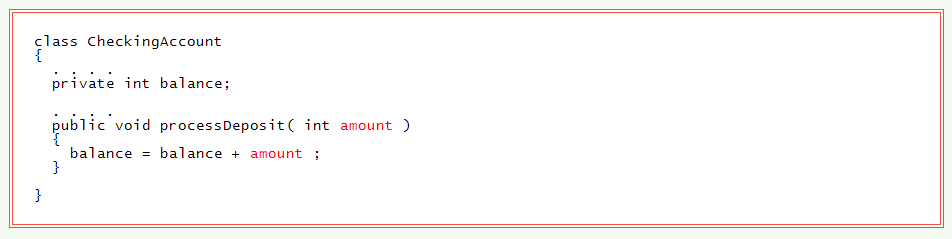 class CheckingAccount
{
. . . .
private int balance;
. . . .
public void processDeposit( int amount )
{
balance = balance + amount ;
}
}